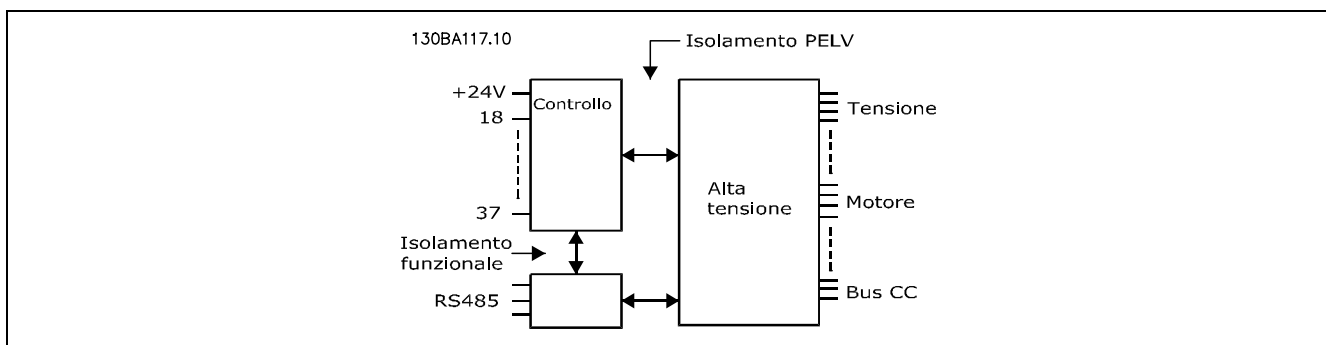 130BA117.10
Isolamento PELV
+24V
18
37
Controllo
Isolamento
funzionale
RS485
Alta
tensione
Tensione
Motore
Bus CC